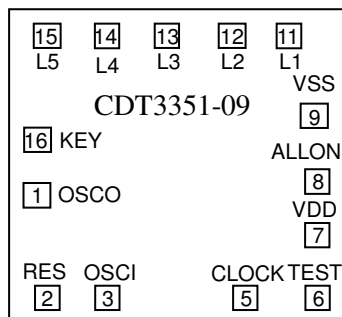 15 14 13 12 11
L5 L4 L3 L2 L1
VSS
CDT3351-09
9
16 KEY
ALLON
8
1 OSCO
VDD
7
RES OSCI CLOCK TEST
2 3 5 6